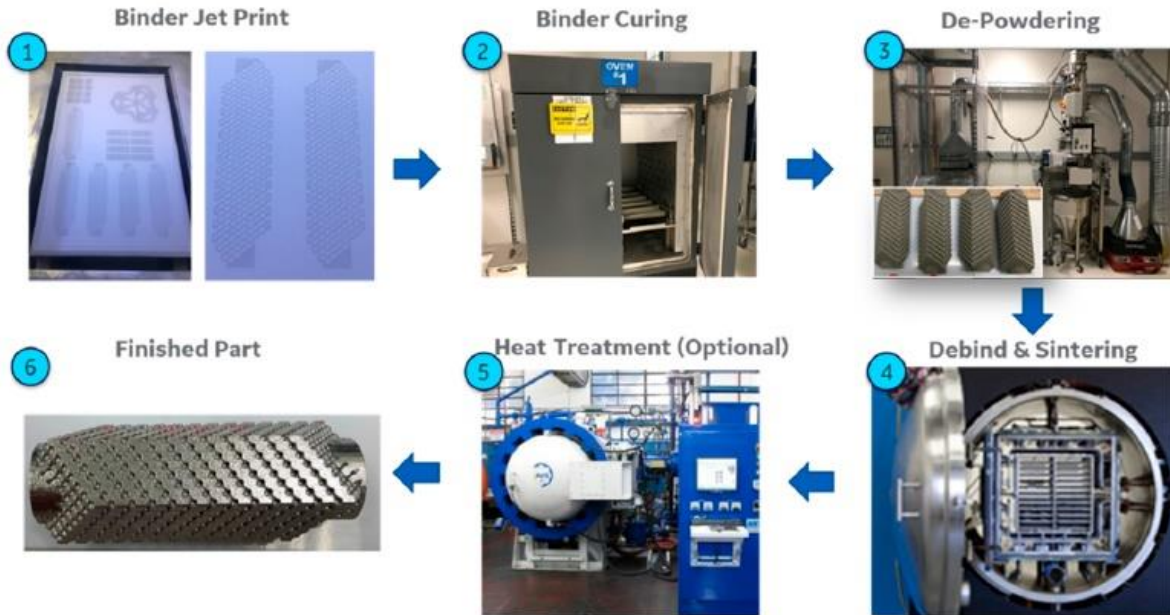 Binder Jet Print
1
Binder Curing
2
OVEN
#1
De-Powdering
3
Debind & Sintering
4
Heat Treatment (Optional)
5
Finished Part
6